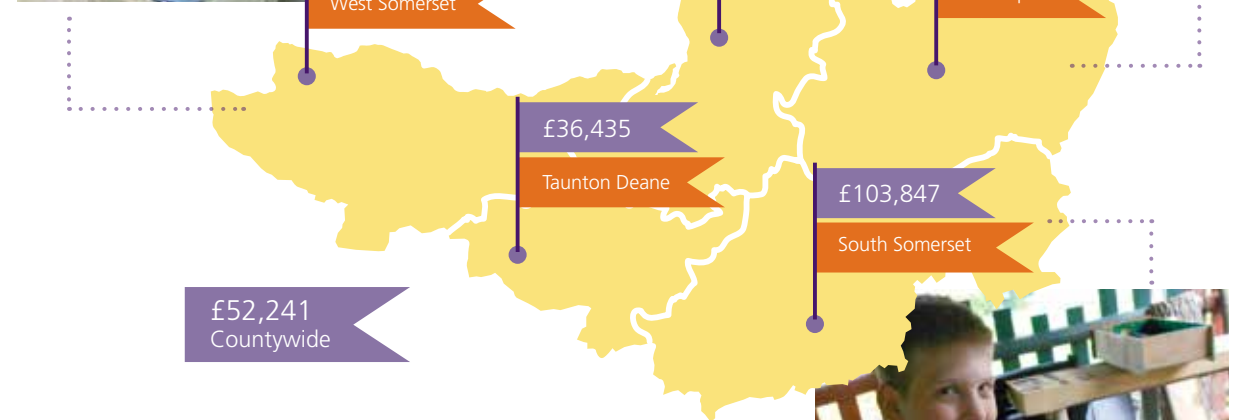 West Somerset
£36,435
Taunton Deane
£103,847
South Somerset
£52,241
Countywide